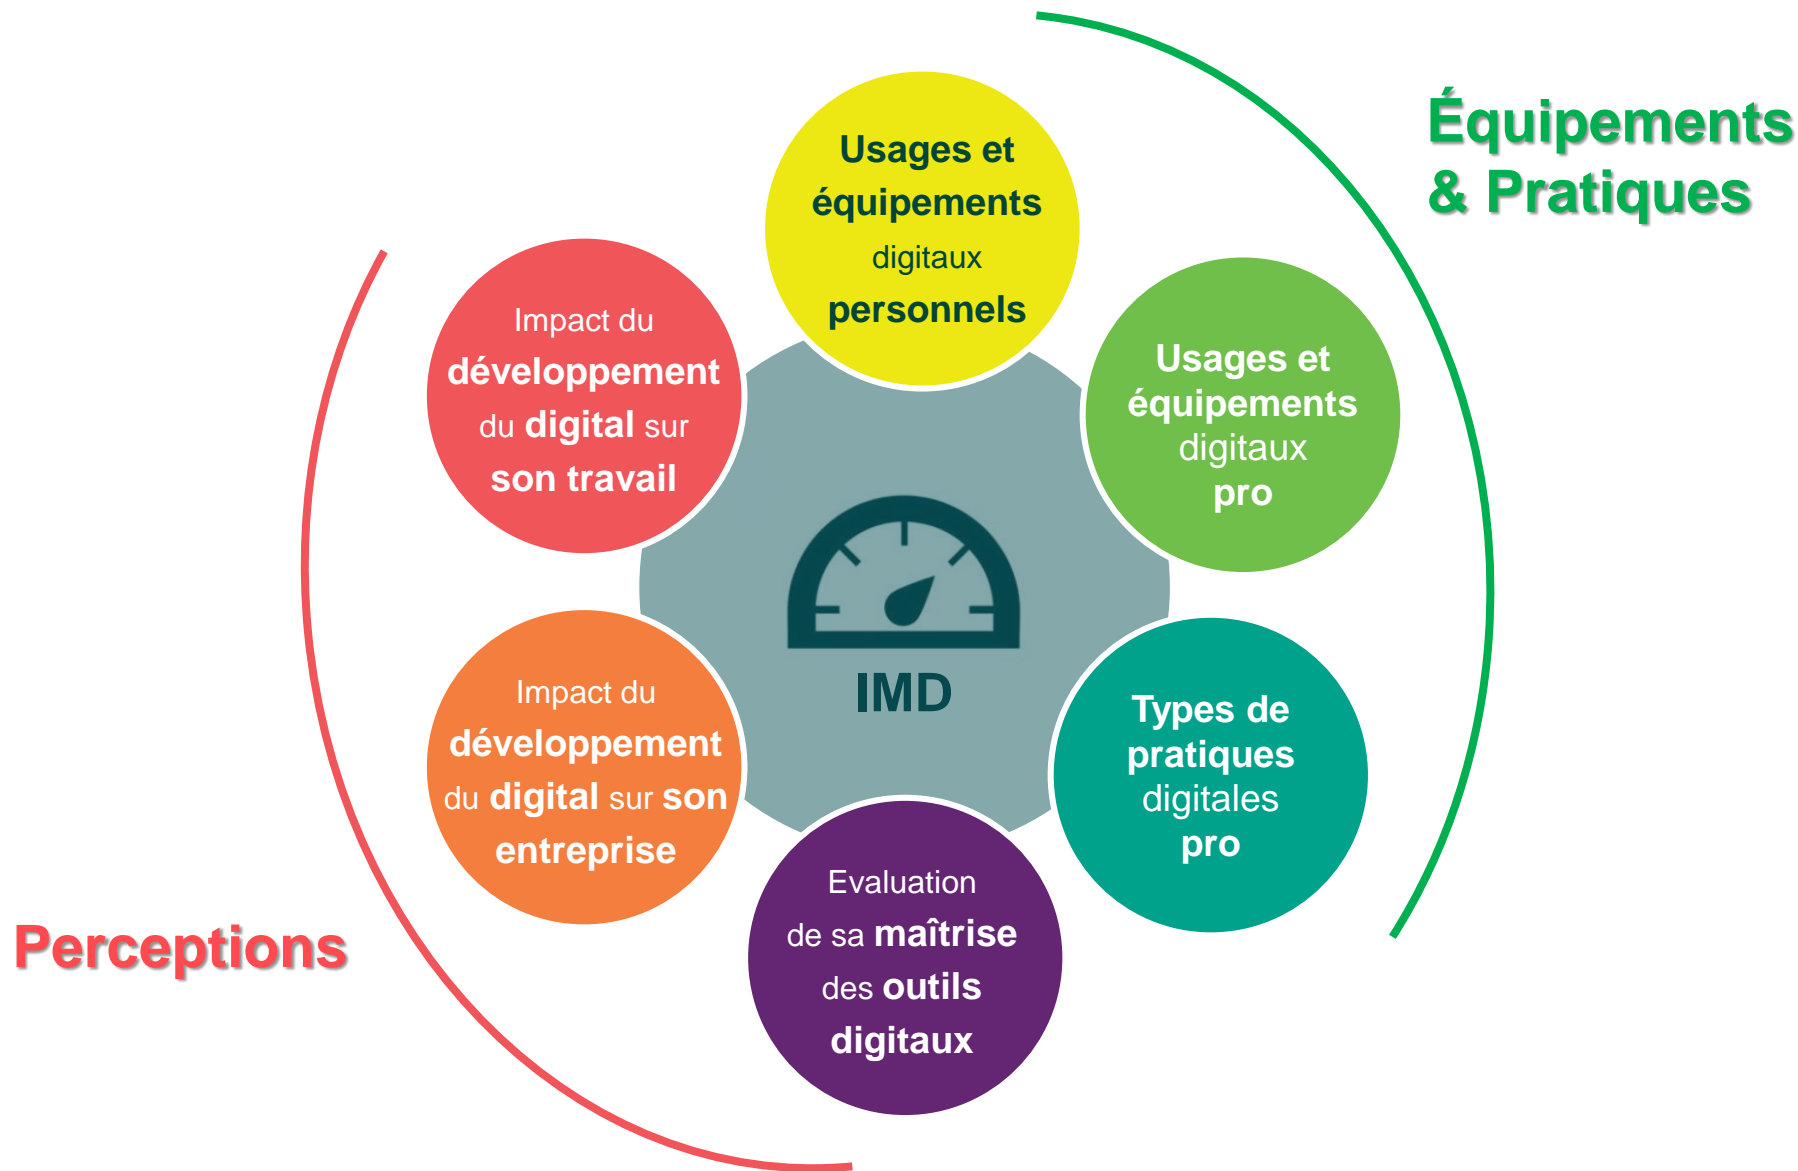 Équipements
& Pratiques
Usages et
équipements
digitaux
personnels
Usages et
équipements
digitaux
pro
Types de
pratiques
digitales
pro
Evaluation
de sa maîtrise
des outils
digitaux
Impact du
développement
du digital sur son
entreprise
Impact du
développement
du digital sur
son travail
IMD
Perceptions